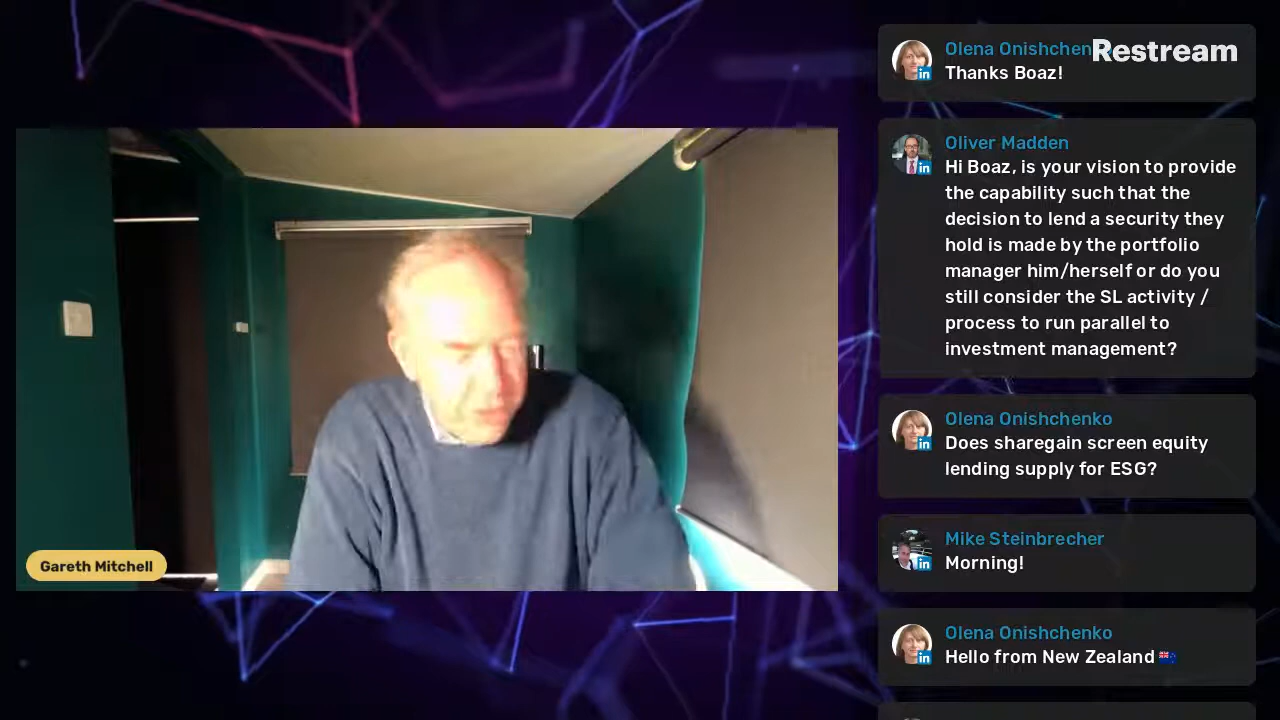 Olena Onishchenko
Restream
Thanks Boaz!
Oliver Madden
Hi Boaz, is your vision to provide
the capability such that the
decision to lend a security they
hold is made by the portfolio
manager him/herself or do you
still consider the SL activity /
process to run parallel to
investment management?
Olena Onishchenko
Does sharegain screen equity
lending supply for ESG?
Mike Steinbrecher
Morning!
Olena Onishchenko
Hello from New Zealand 🇳🇿
Gareth Mitchell